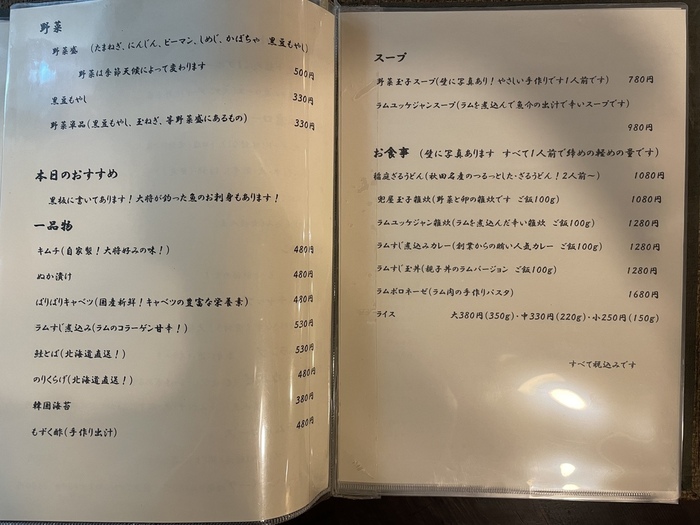 野菜
野菜盛 (たまねぎ、にんじん、ピーマン、しめじ、かぼちゃ 黒豆もやし)
野菜は季節天候によって変わります 500円
黒豆もやし 330円
野菜単品(黒豆もやし、玉ねぎ、等野菜盛にあるもの) 330円
本日のおすすめ
黒板に書いてあります!大将が釣った魚のお刺身もあります!
一品物
キムチ(自家製!大将好みの味!) 480円
ぬか漬け 480円
ぱりぱりキャベツ(国産新鮮!キャベツの豊富な栄養素) 480円
ラムすじ煮込み(ラムのコラーゲン甘辛!) 530円
鮭とば(北海道直送!) 530円
のりくらげ(北海道直送!) 480円
韓国海苔 380円
もずく酢(手作り出汁) 480円
スープ
野菜玉子スープ(壁に写真あり!やさしい手作りです1人前です) 780円
ラムユッケジャンスープ(ラムを煮込んで魚介の出汁で辛いスープです)
980円
お食事 (壁に写真あります すべて1人前で締めの軽めの量です)
稲庭ざるうどん(秋田名産のつるっとした・ざるうどん!2人前~) 1080円
兜屋玉子雑炊(野菜と卵の雑炊です ご飯100g) 1080円
ラムユッケジャン雑炊(ラムを煮込んだ辛い雑炊 ご飯100g) 1280円
ラムすじ煮込みカレー(創業からの賄い人気カレー ご飯100g) 1280円
ラムすじ玉丼(親子丼のラムバージョン ご飯100g) 1280円
ラムボロネーゼ(ラム肉の手作りパスタ) 1680円
ライス 大380円(350g)・中330円(220g)・小250円(150g)
すべて税込みです